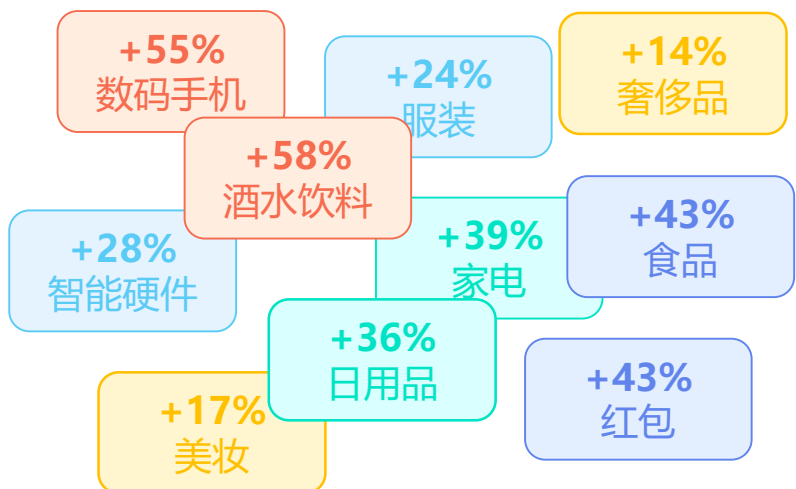 +55%
数码手机
+24%
服装
+14%
奢侈品
+58%
酒水饮料
+28%
智能硬件
+39%
家电
+43%
食品
+36%
日用品
+43%
红包
+17%
美妆